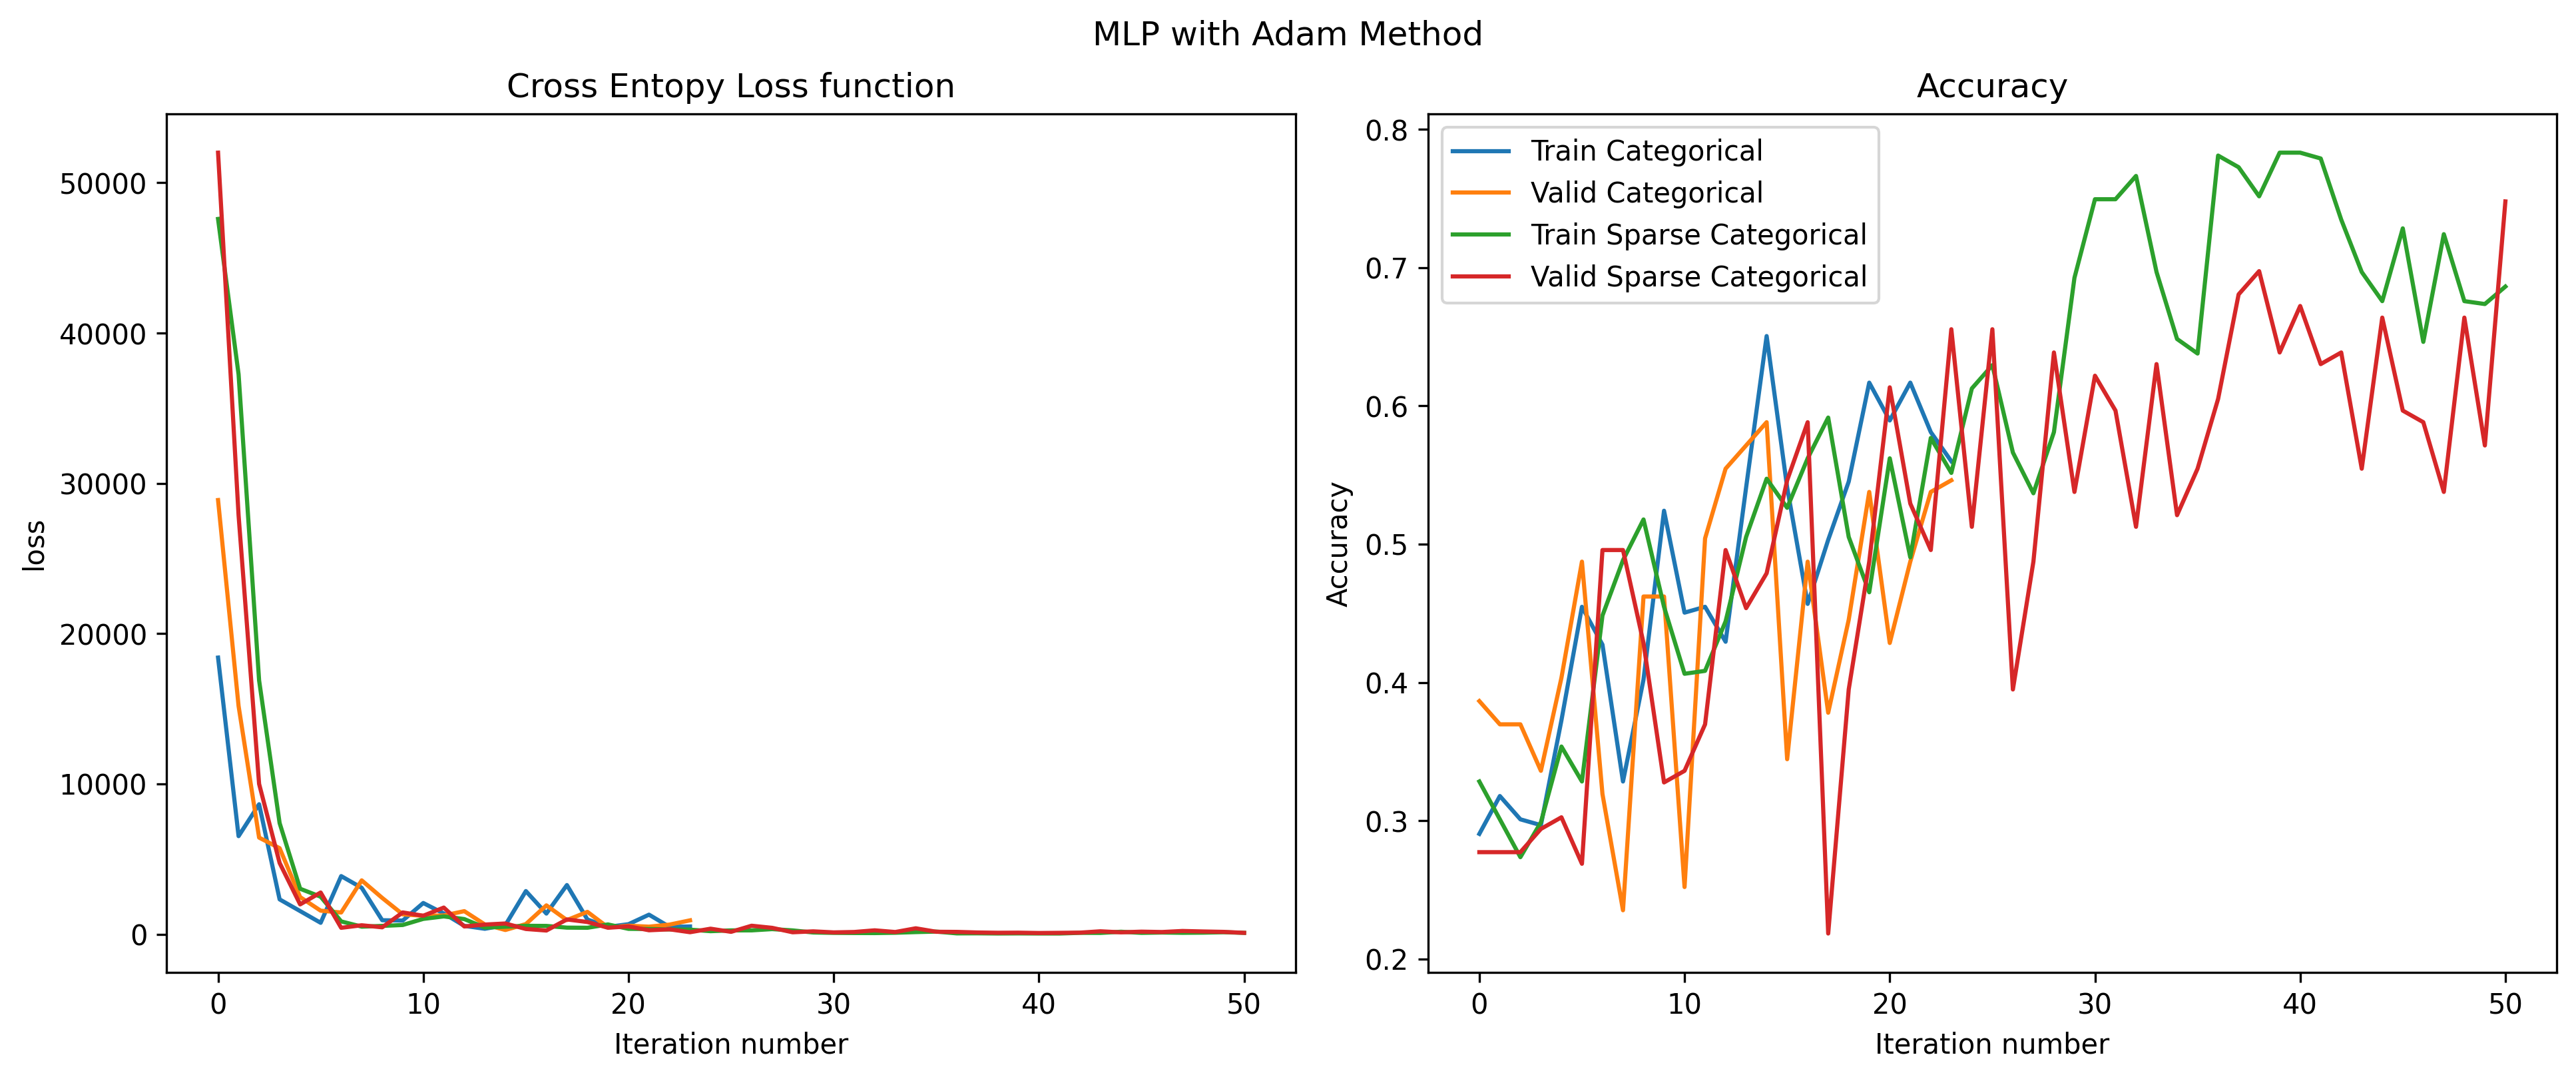 MLP with Adam Method
Cross Entopy Loss function
50000
40000
30000
20000
10000
0
loss
0 10 20 30 40 50
Iteration number
Accuracy
Train Categorical
Valid Categorical
Train Sparse Categorical
Valid Sparse Categorical
0.8
0.7
0.6
0.5
0.4
0.3
0.2
Accuracy
0 10 20 30 40 50
Iteration number